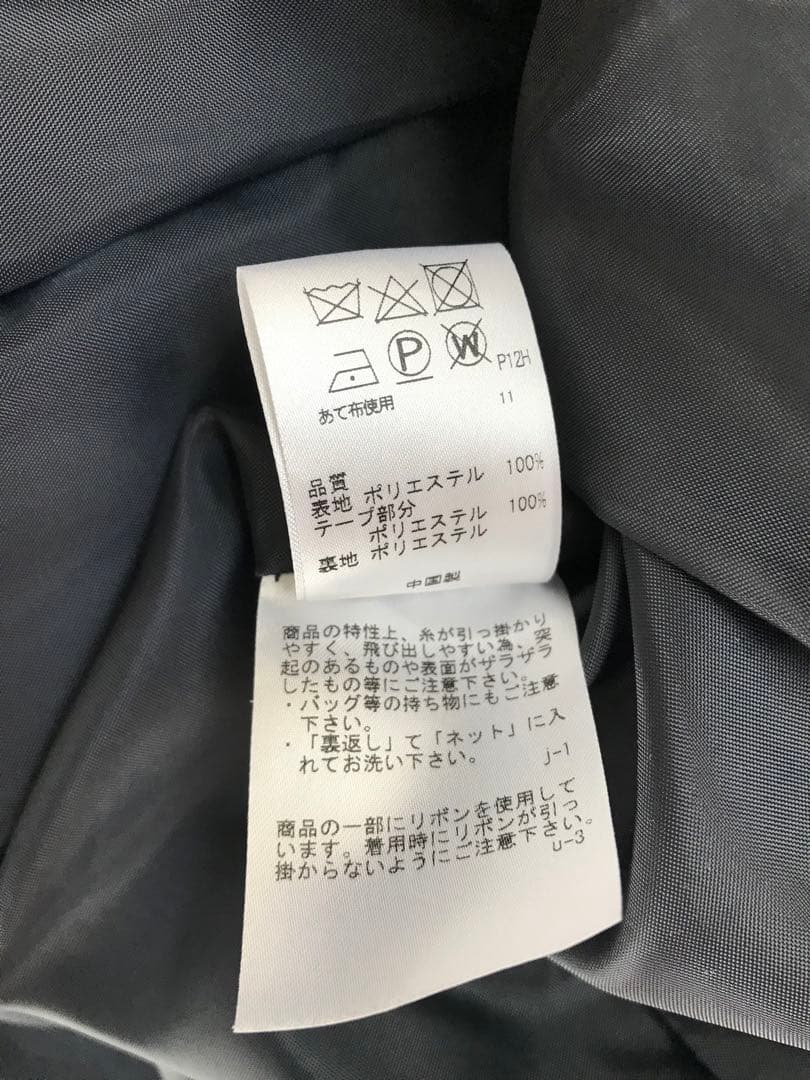 P
W
P12H
あて布使用
11
品質
表地 ポリエステル 100%
テープ部分
ポリエステル 100%
裏地 ポリエステル
中国製
商品の特性上、糸が引っ掛かり
やすく、飛び出しやすい為、突
起のあるものや表面がザラザラ
したもの等にご注意下さい。
・バッグ等の持ち物にもご注意
下さい。
・「裏返し」て「ネット」に入
れてお洗い下さい。 J-1
商品の一部にリボンを使用して
います。着用時にリボンが引っ
掛からないようにご注意下さい。
U-3